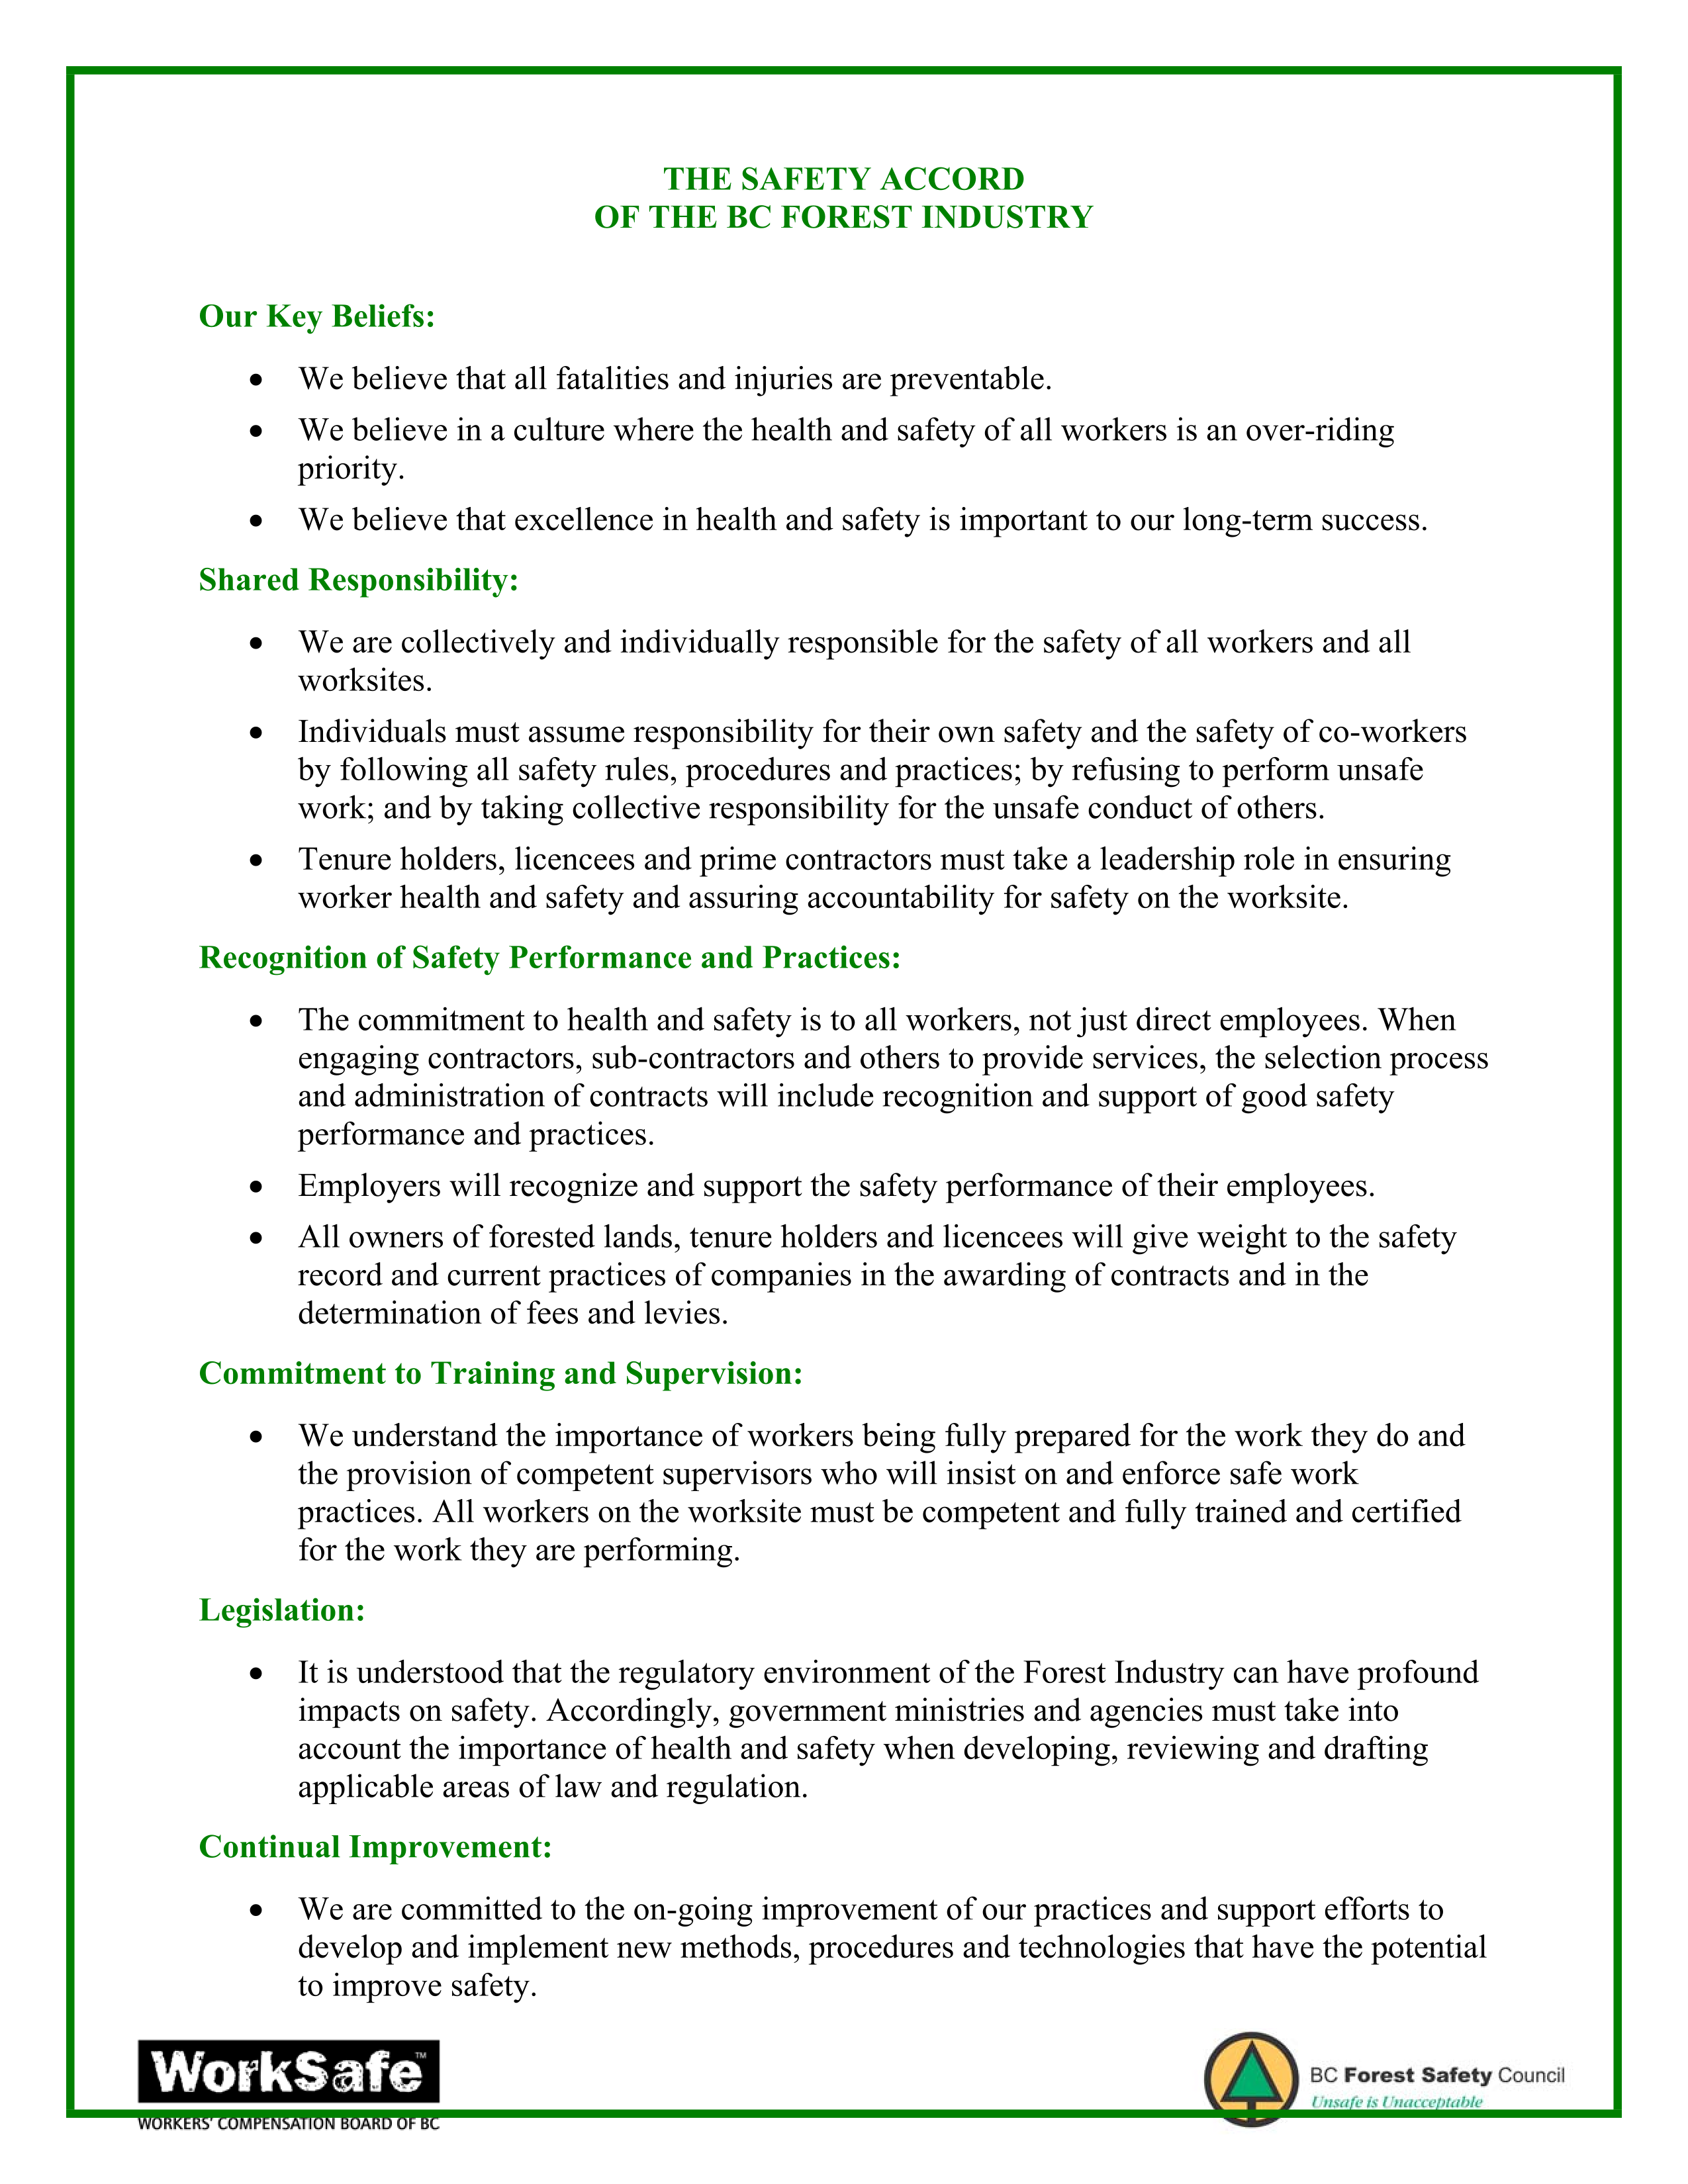 THE SAFETY ACCORD
OF THE BC FOREST INDUSTRY
Our Key Beliefs:
• We believe that all fatalities and injuries are preventable.
• We believe in a culture where the health and safety of all workers is an over-riding
priority.
• We believe that excellence in health and safety is important to our long-term success.
Shared Responsibility:
• We are collectively and individually responsible for the safety of all workers and all
worksites.
• Individuals must assume responsibility for their own safety and the safety of co-workers
by following all safety rules, procedures and practices; by refusing to perform unsafe
work; and by taking collective responsibility for the unsafe conduct of others.
• Tenure holders, licencees and prime contractors must take a leadership role in ensuring
worker health and safety and assuring accountability for safety on the worksite.
Recognition of Safety Performance and Practices:
• The commitment to health and safety is to all workers, not just direct employees. When
engaging contractors, sub-contractors and others to provide services, the selection process
and administration of contracts will include recognition and support of good safety
performance and practices.
• Employers will recognize and support the safety performance of their employees.
• All owners of forested lands, tenure holders and licencees will give weight to the safety
record and current practices of companies in the awarding of contracts and in the
determination of fees and levies.
Commitment to Training and Supervision:
• We understand the importance of workers being fully prepared for the work they do and
the provision of competent supervisors who will insist on and enforce safe work
practices. All workers on the worksite must be competent and fully trained and certified
for the work they are performing.
Legislation:
• It is understood that the regulatory environment of the Forest Industry can have profound
impacts on safety. Accordingly, government ministries and agencies must take into
account the importance of health and safety when developing, reviewing and drafting
applicable areas of law and regulation.
Continual Improvement:
• We are committed to the on-going improvement of our practices and support efforts to
develop and implement new methods, procedures and technologies that have the potential
to improve safety.
WorkSafe™
WORKERS' COMPENSATION BOARD OF BC
BC Forest Safety Council
Unsafe is Unacceptable